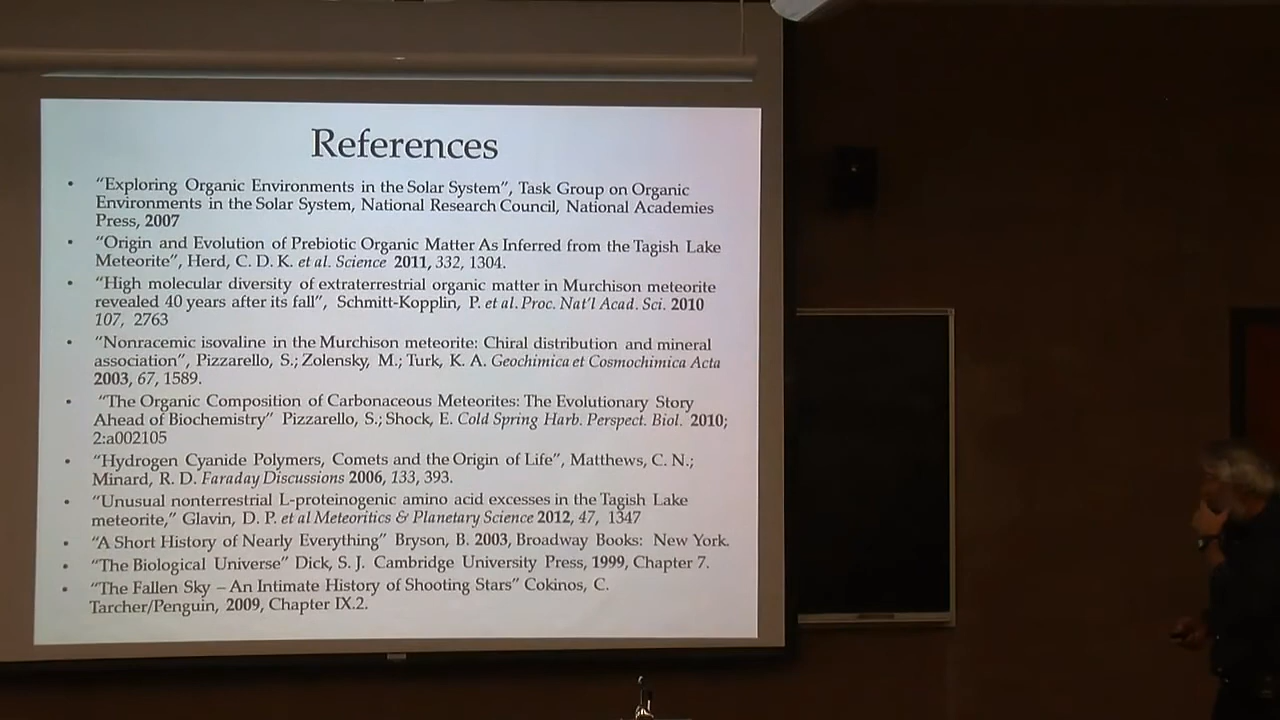 References
• “Exploring Organic Environments in the Solar System”, Task Group on Organic
Environments in the Solar System, National Research Council, National Academies
Press, 2007
• “Origin and Evolution of Prebiotic Organic Matter As Inferred from the Tagish Lake
Meteorite”, Herd, C. D. K. et al. Science 2011, 332, 1304.
• “High molecular diversity of extraterrestrial organic matter in Murchison meteorite
revealed 40 years after its fall”, Schmitt-Kopplin, P. et al. Proc. Nat’l Acad. Sci. 2010
107, 2763
• “Nonracemic isovaline in the Murchison meteorite: Chiral distribution and mineral
association”, Pizzarello, S.; Zolensky, M.; Turk, K. A. Geochimica et Cosmochimica Acta
2003, 67, 1589.
• “The Organic Composition of Carbonaceous Meteorites: The Evolutionary Story
Ahead of Biochemistry” Pizzarello, S.; Shock, E. Cold Spring Harb. Perspect. Biol. 2010;
2:a002105
• “Hydrogen Cyanide Polymers, Comets and the Origin of Life”, Matthews, C. N.;
Minard, R. D. Faraday Discussions 2006, 133, 393.
• “Unusual nonterrestrial L-proteinogenic amino acid excesses in the Tagish Lake
meteorite,” Glavin, D. P. et al Meteoritics & Planetary Science 2012, 47, 1347
• “A Short History of Nearly Everything” Bryson, B. 2003, Broadway Books: New York.
• “The Biological Universe” Dick, S. J. Cambridge University Press, 1999, Chapter 7.
• “The Fallen Sky – An Intimate History of Shooting Stars” Cokinos, C.
Tarcher/Penguin, 2009, Chapter IX.2.